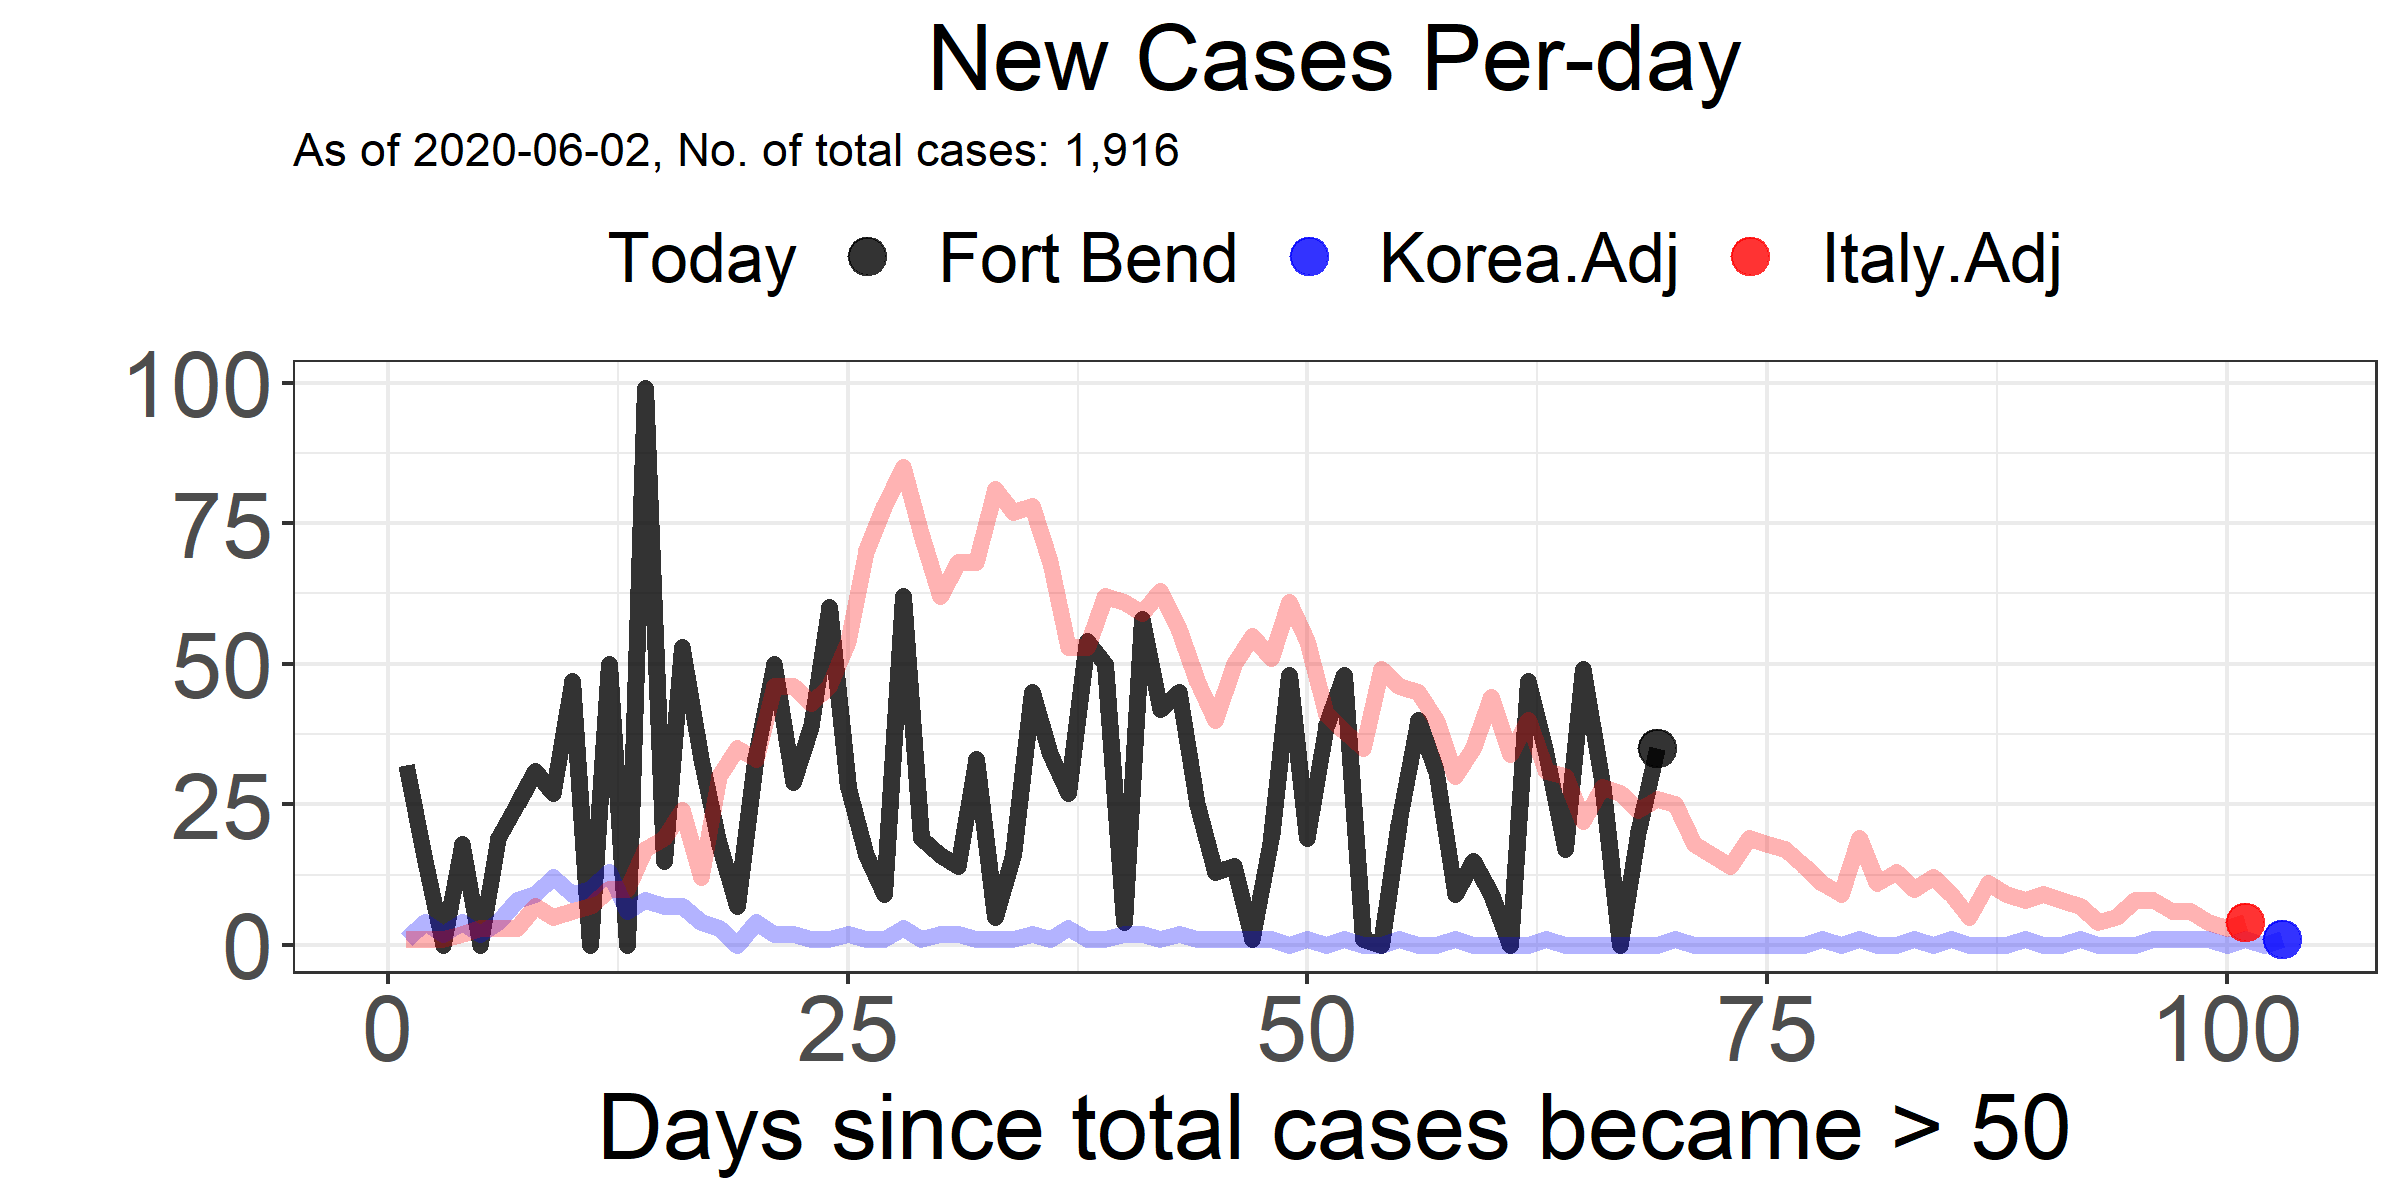 New Cases Per-day
As of 2020-06-02, No. of total cases: 1,916
Today Fort Bend Korea.Adj Italy.Adj
100
75
50
25
0
0 25 50 75 100
Days since total cases became > 50